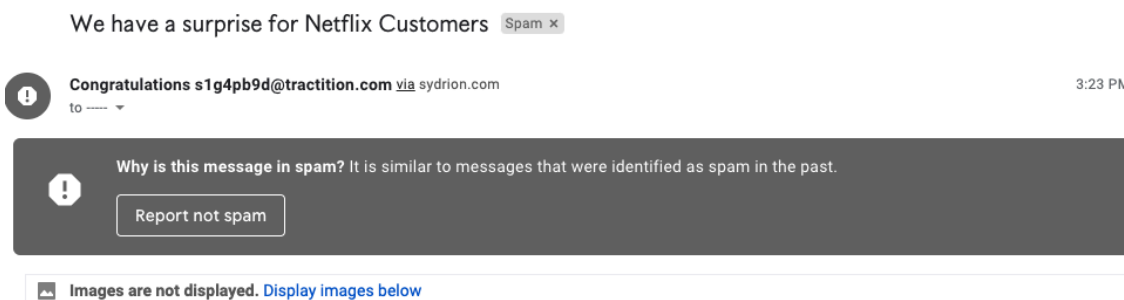 We have a surprise for Netflix Customers Spam ×
Congratulations s1g4pb9d@tractition.com via sydrion.com 3:23 PM
to -----
Why is this message in spam? It is similar to messages that were identified as spam in the past.
Report not spam
Images are not displayed. Display images below